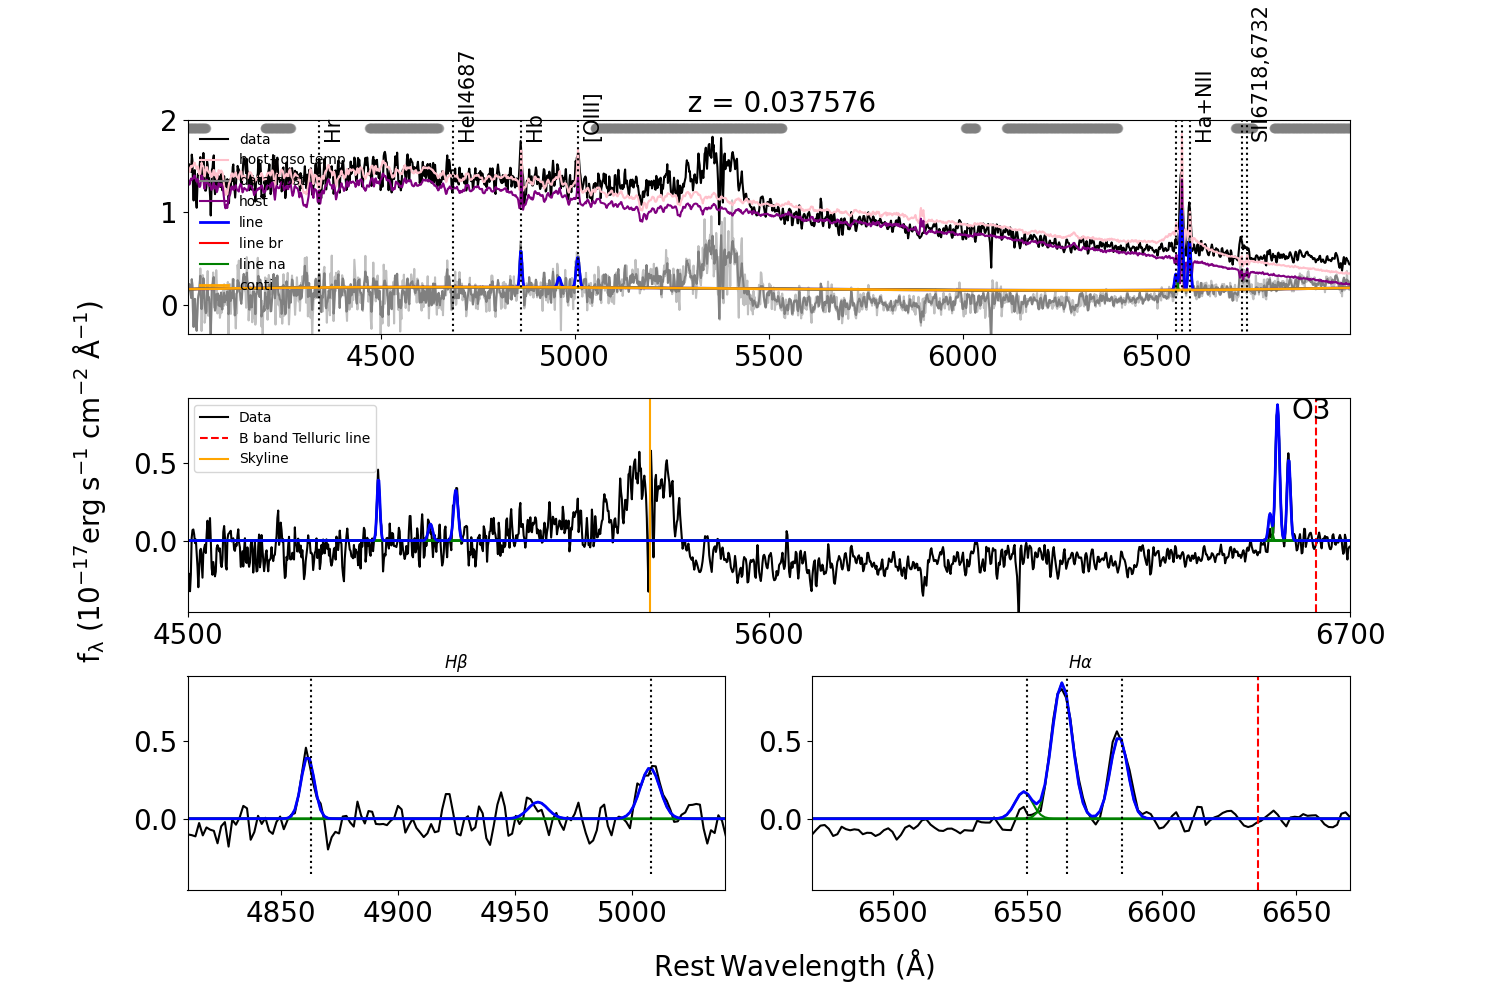 z = 0.037576
Hr
HeII4687
Hb
[OIII]
Ha+NII
SII6718,6732
2
1
0
data
host+qso temp
host
line
line br
line na
conti
4500 5000 5500 6000 6500
fλ (10⁻¹⁷erg s⁻¹ cm⁻² Å⁻¹)
Data
B band Telluric line
Skyline
O3
0.5
0.0
4500 5600 6700
Hβ
0.5
0.0
4850 4900 4950 5000
Hα
0.5
0.0
6500 6550 6600 6650
Rest Wavelength (Å)